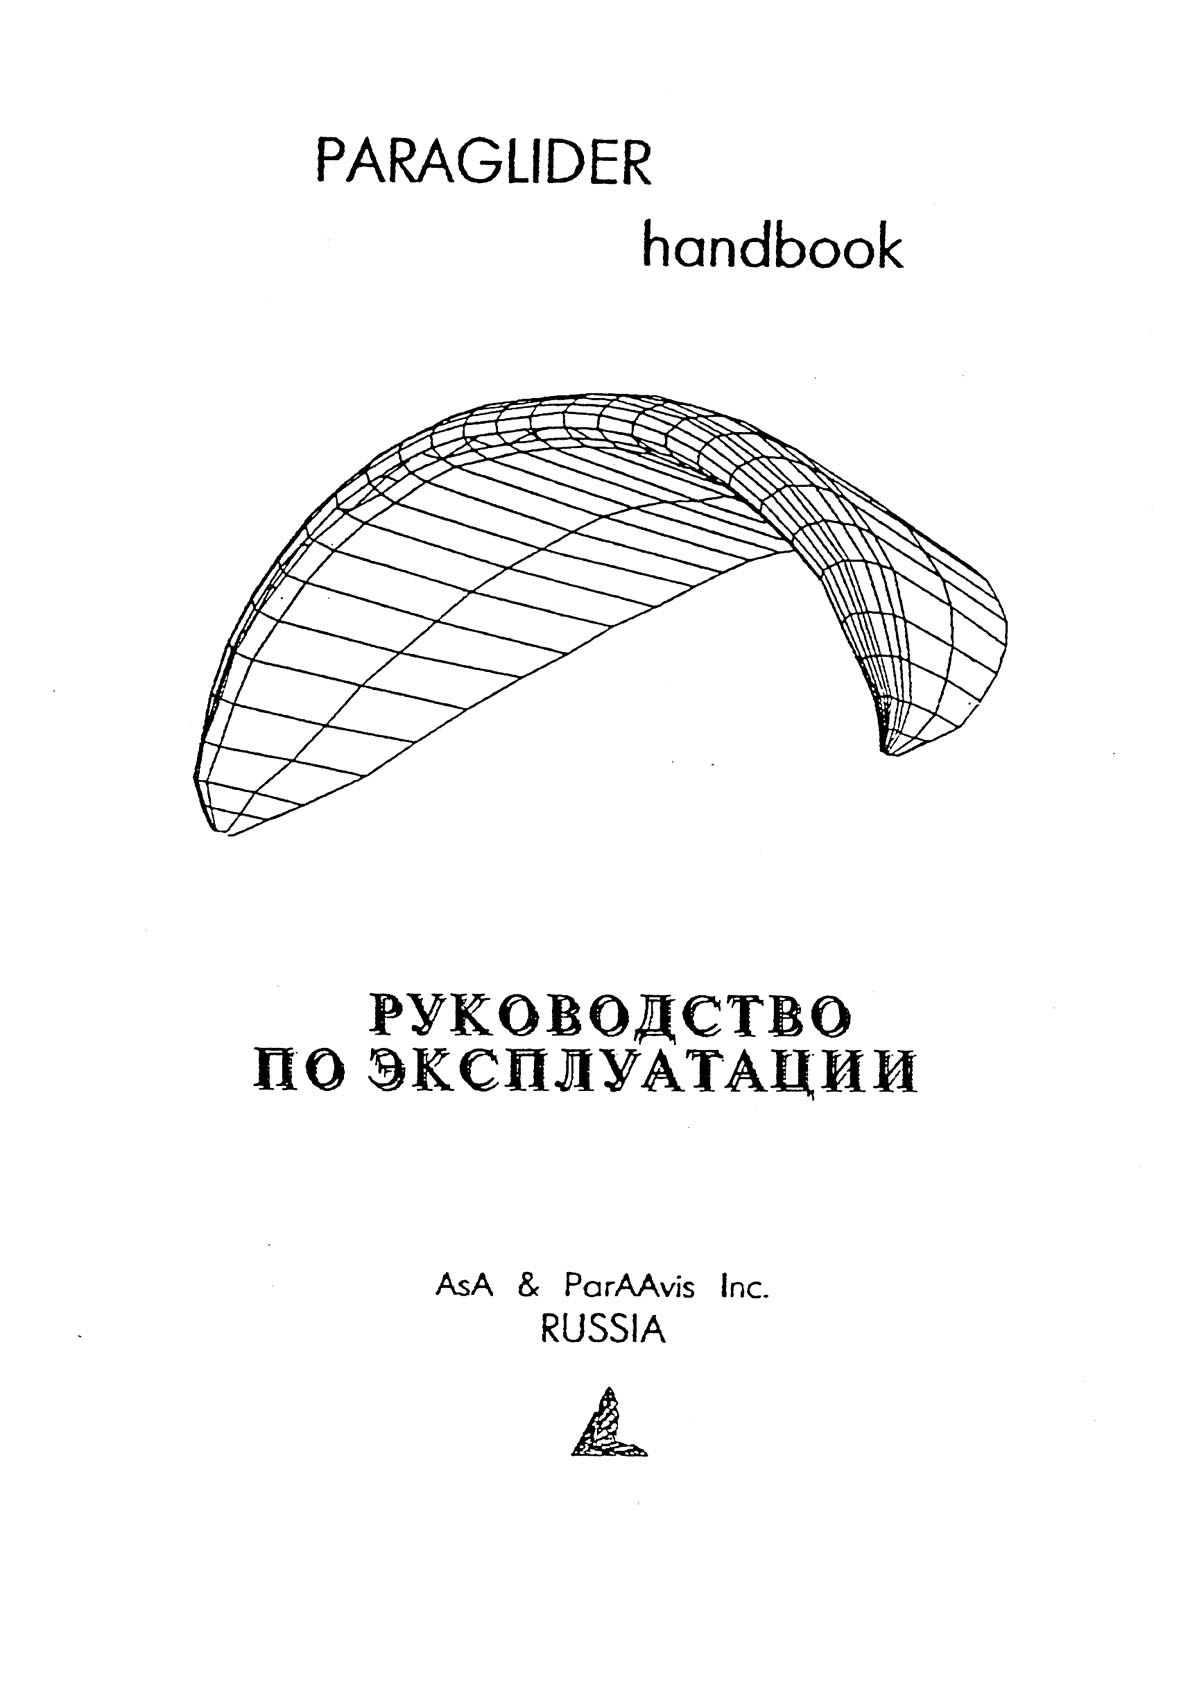 PARAGLIDER
handbook
РУКОВОДСТВО
ПО ЭКСПЛУАТАЦИИ
AsA & ParAAvis Inc.
RUSSIA